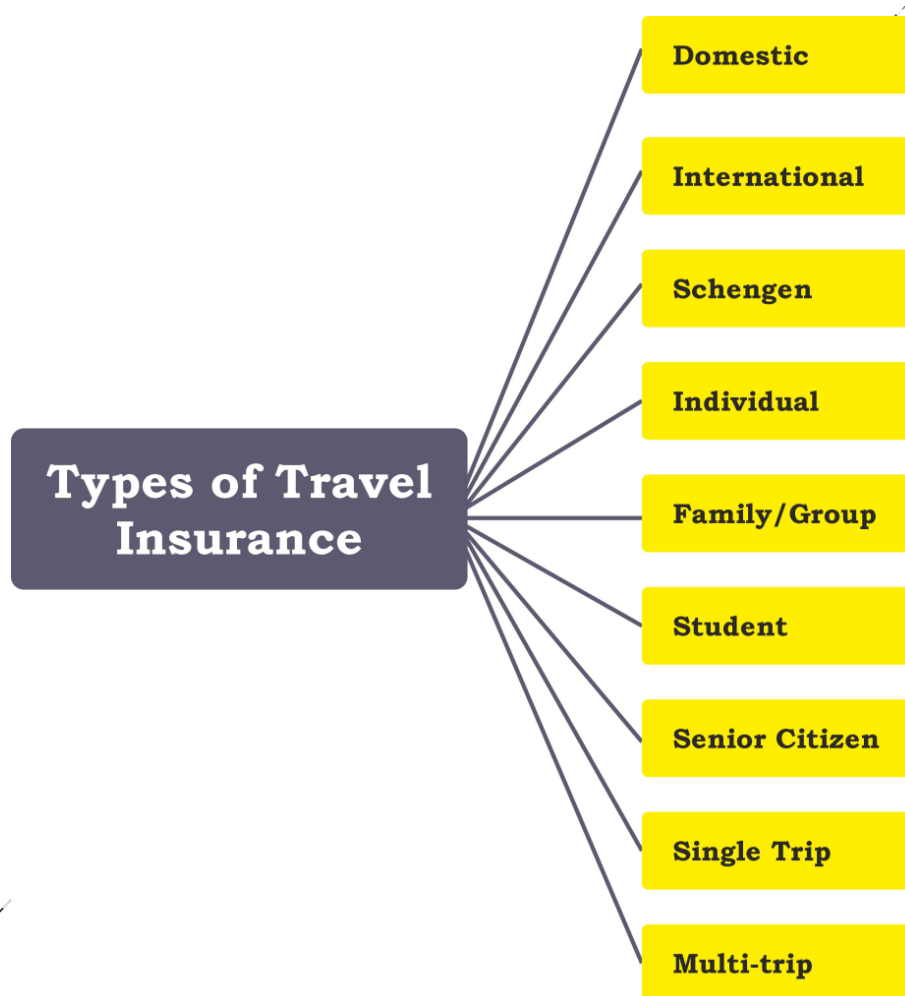 Types of Travel
Insurance
Domestic
International
Schengen
Individual
Family/Group
Student
Senior Citizen
Single Trip
Multi-trip